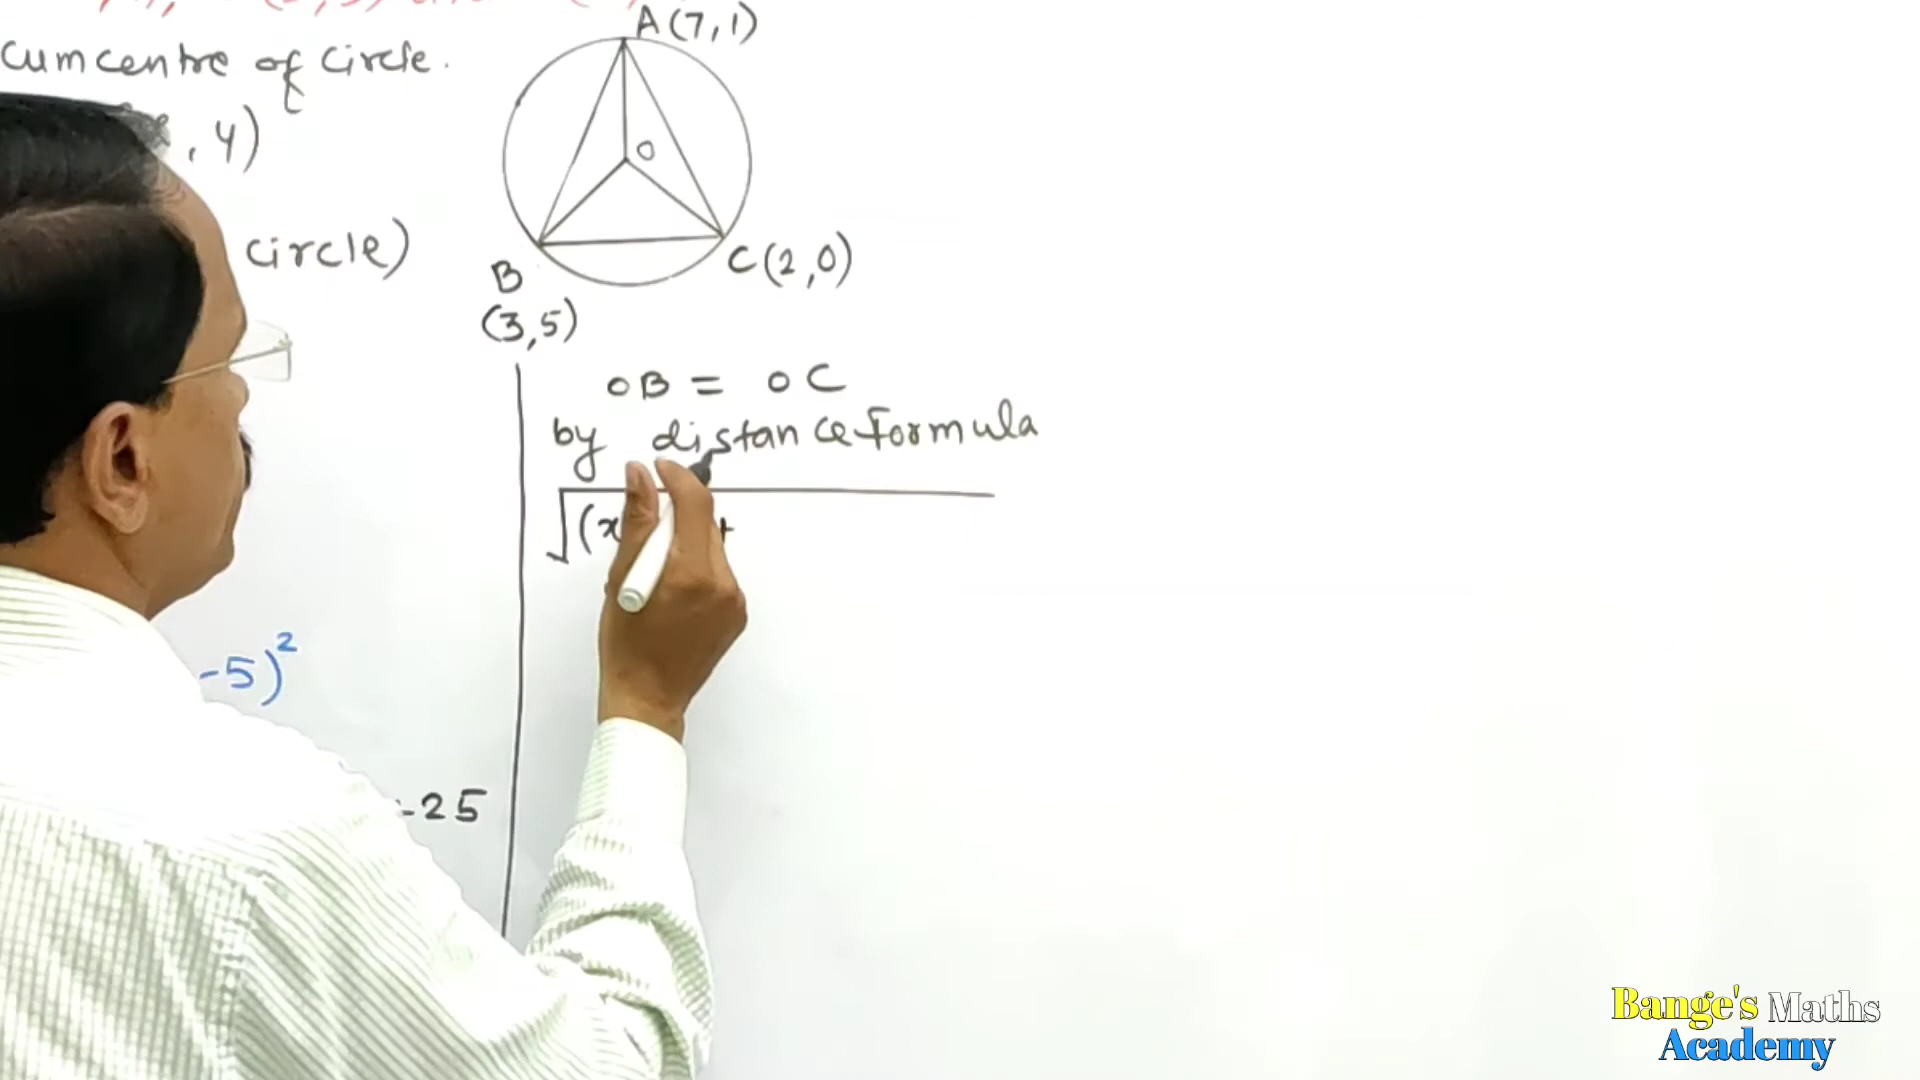 A(7,1)
Cumcentre of Circle.
, y)
O
circle)
B
C(2,0)
(3,5)
OB = OC
by distance Formula
√(x +
-5)²
-25
Bange's Maths
Academy